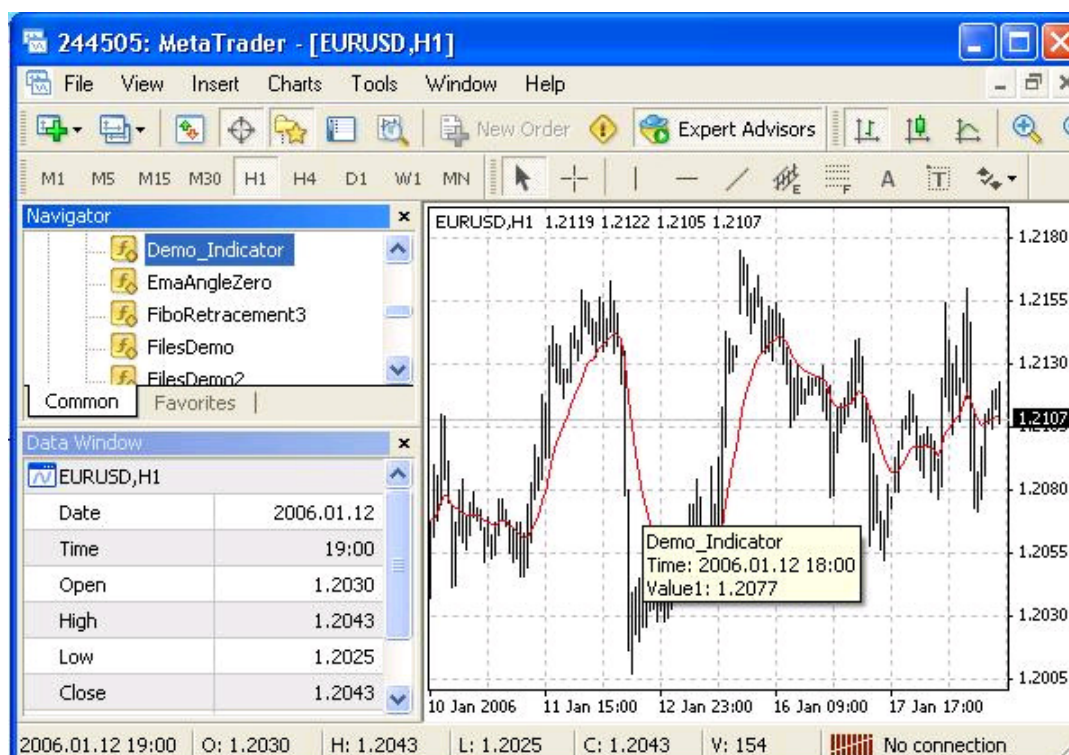 244505: MetaTrader - [EURUSD,H1]
File View Insert Charts Tools Window Help
New Order Expert Advisors
M1 M5 M15 M30 H1 H4 D1 W1 MN E F A T
Navigator
Demo_Indicator
EmaAngleZero
FiboRetracement3
FilesDemo
FilesDemo2
Common Favorites
Data Window
EURUSD,H1
Date 2006.01.12
Time 19:00
Open 1.2030
High 1.2043
Low 1.2025
Close 1.2043
EURUSD,H1 1.2119 1.2122 1.2105 1.2107
1.2180
1.2155
1.2130
1.2107
1.2105
1.2080
1.2055
1.2030
1.2005
Demo_Indicator
Time: 2006.01.12 18:00
Value1: 1.2077
10 Jan 2006 11 Jan 15:00 12 Jan 23:00 16 Jan 09:00 17 Jan 17:00
2006.01.12 19:00 O: 1.2030 H: 1.2043 L: 1.2025 C: 1.2043 V: 154 No connection